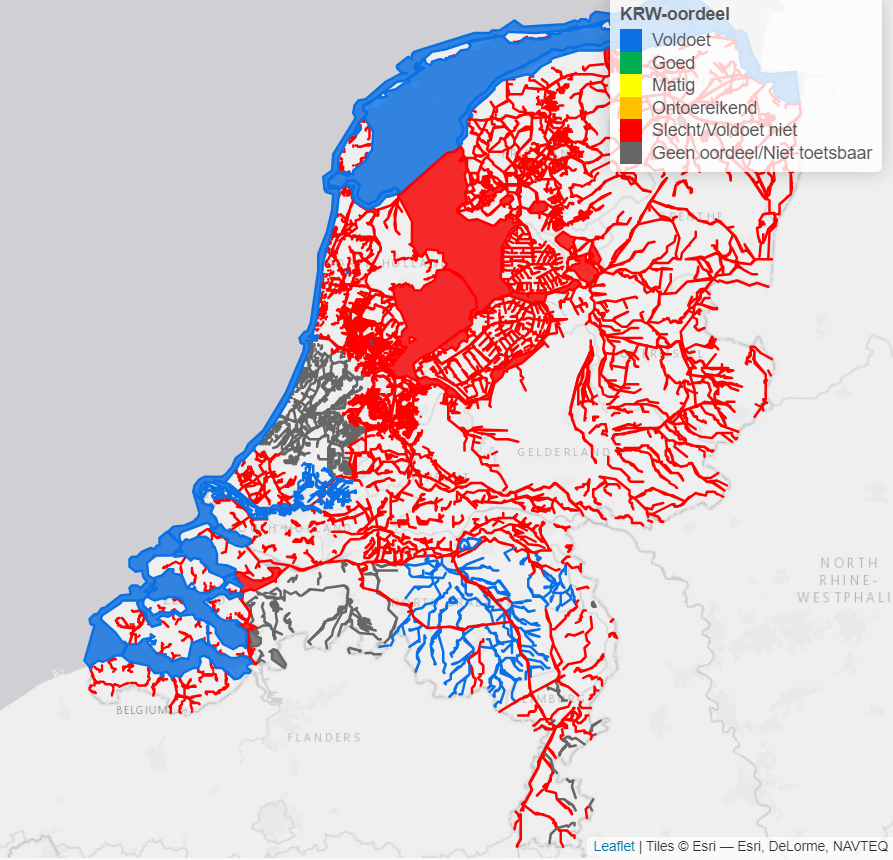 KRW-oordeel
Voldoet
Goed
Matig
Ontoereikend
Slecht/Voldoet niet
Geen oordeel/Niet toetsbaar
GELDERLAND
NORTH
RHINE-
WESTPHALI
BELGIUM
FLANDERS
Leaflet | Tiles © Esri — Esri, DeLorme, NAVTEQ